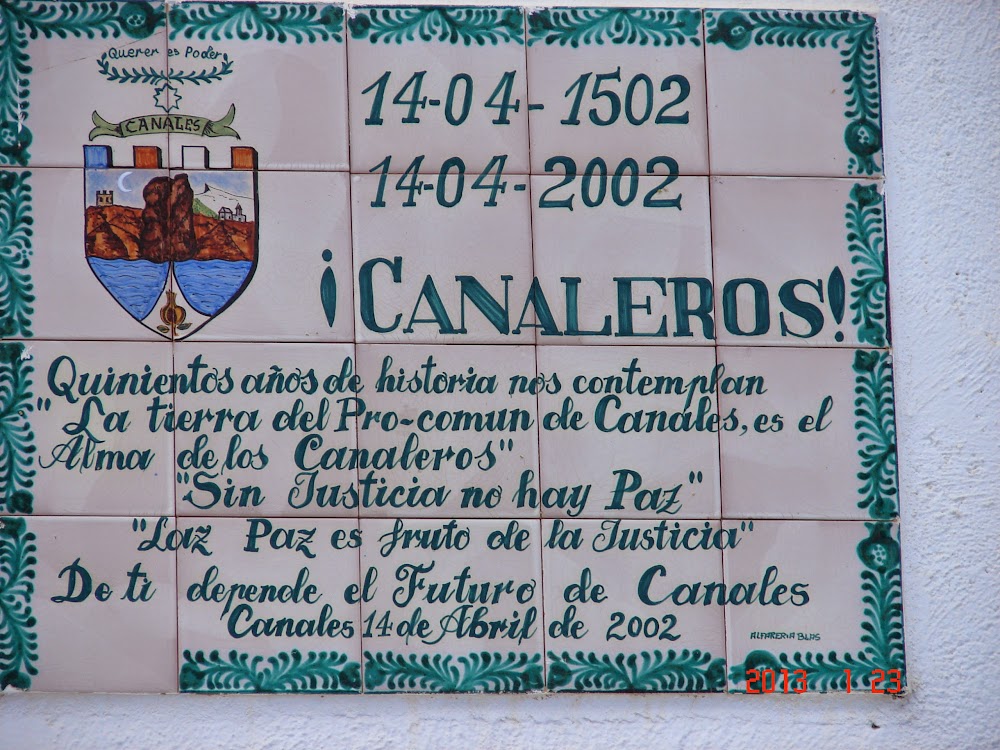 Querer es Poder
CANALES
14-04-1502
14-04-2002
¡CANALEROS!
Quinientos años de historia nos contemplan
"La tierra del Pro-comun de Canales, es el
Alma de los Canaleros"
"Sin Justicia no hay Paz"
"Laz Paz es fruto de la Justicia"
De ti depende el Futuro de Canales
Canales 14 de Abril de 2002
ALFARERIA BLAS
2013 1 23